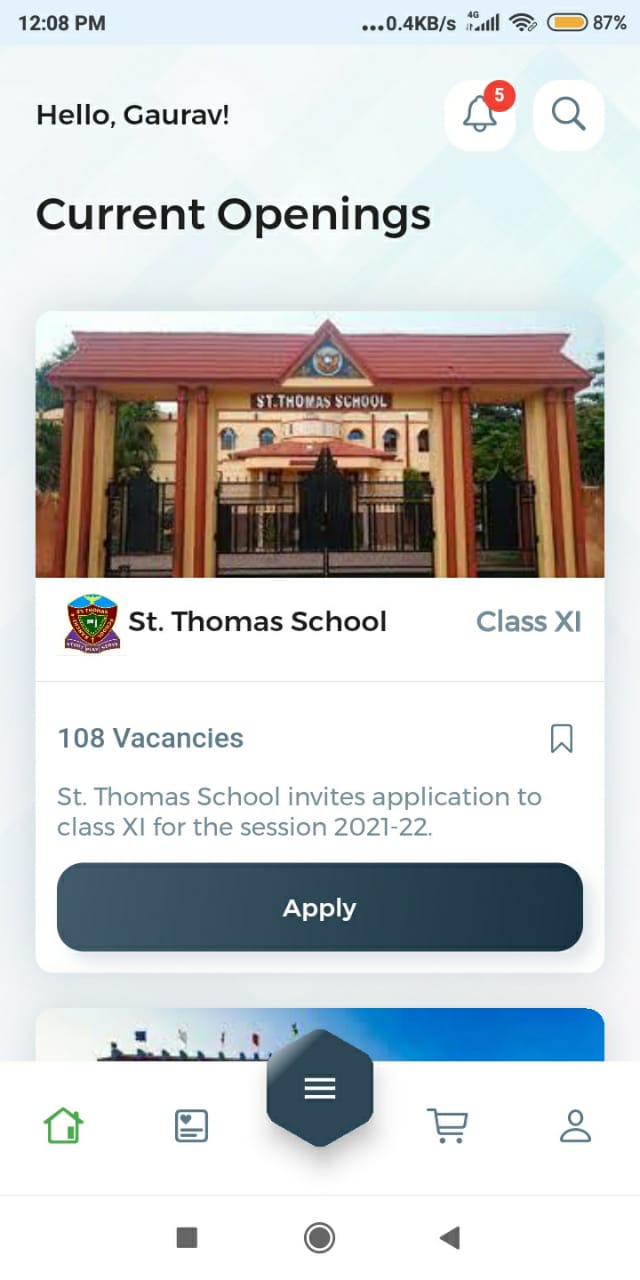 12:08 PM
...0.4KB/s 4G 87%
Hello, Gaurav!
5
Current Openings
ST.THOMAS SCHOOL
St. Thomas School
Class XI
108 Vacancies
St. Thomas School invites application to
class XI for the session 2021-22.
Apply